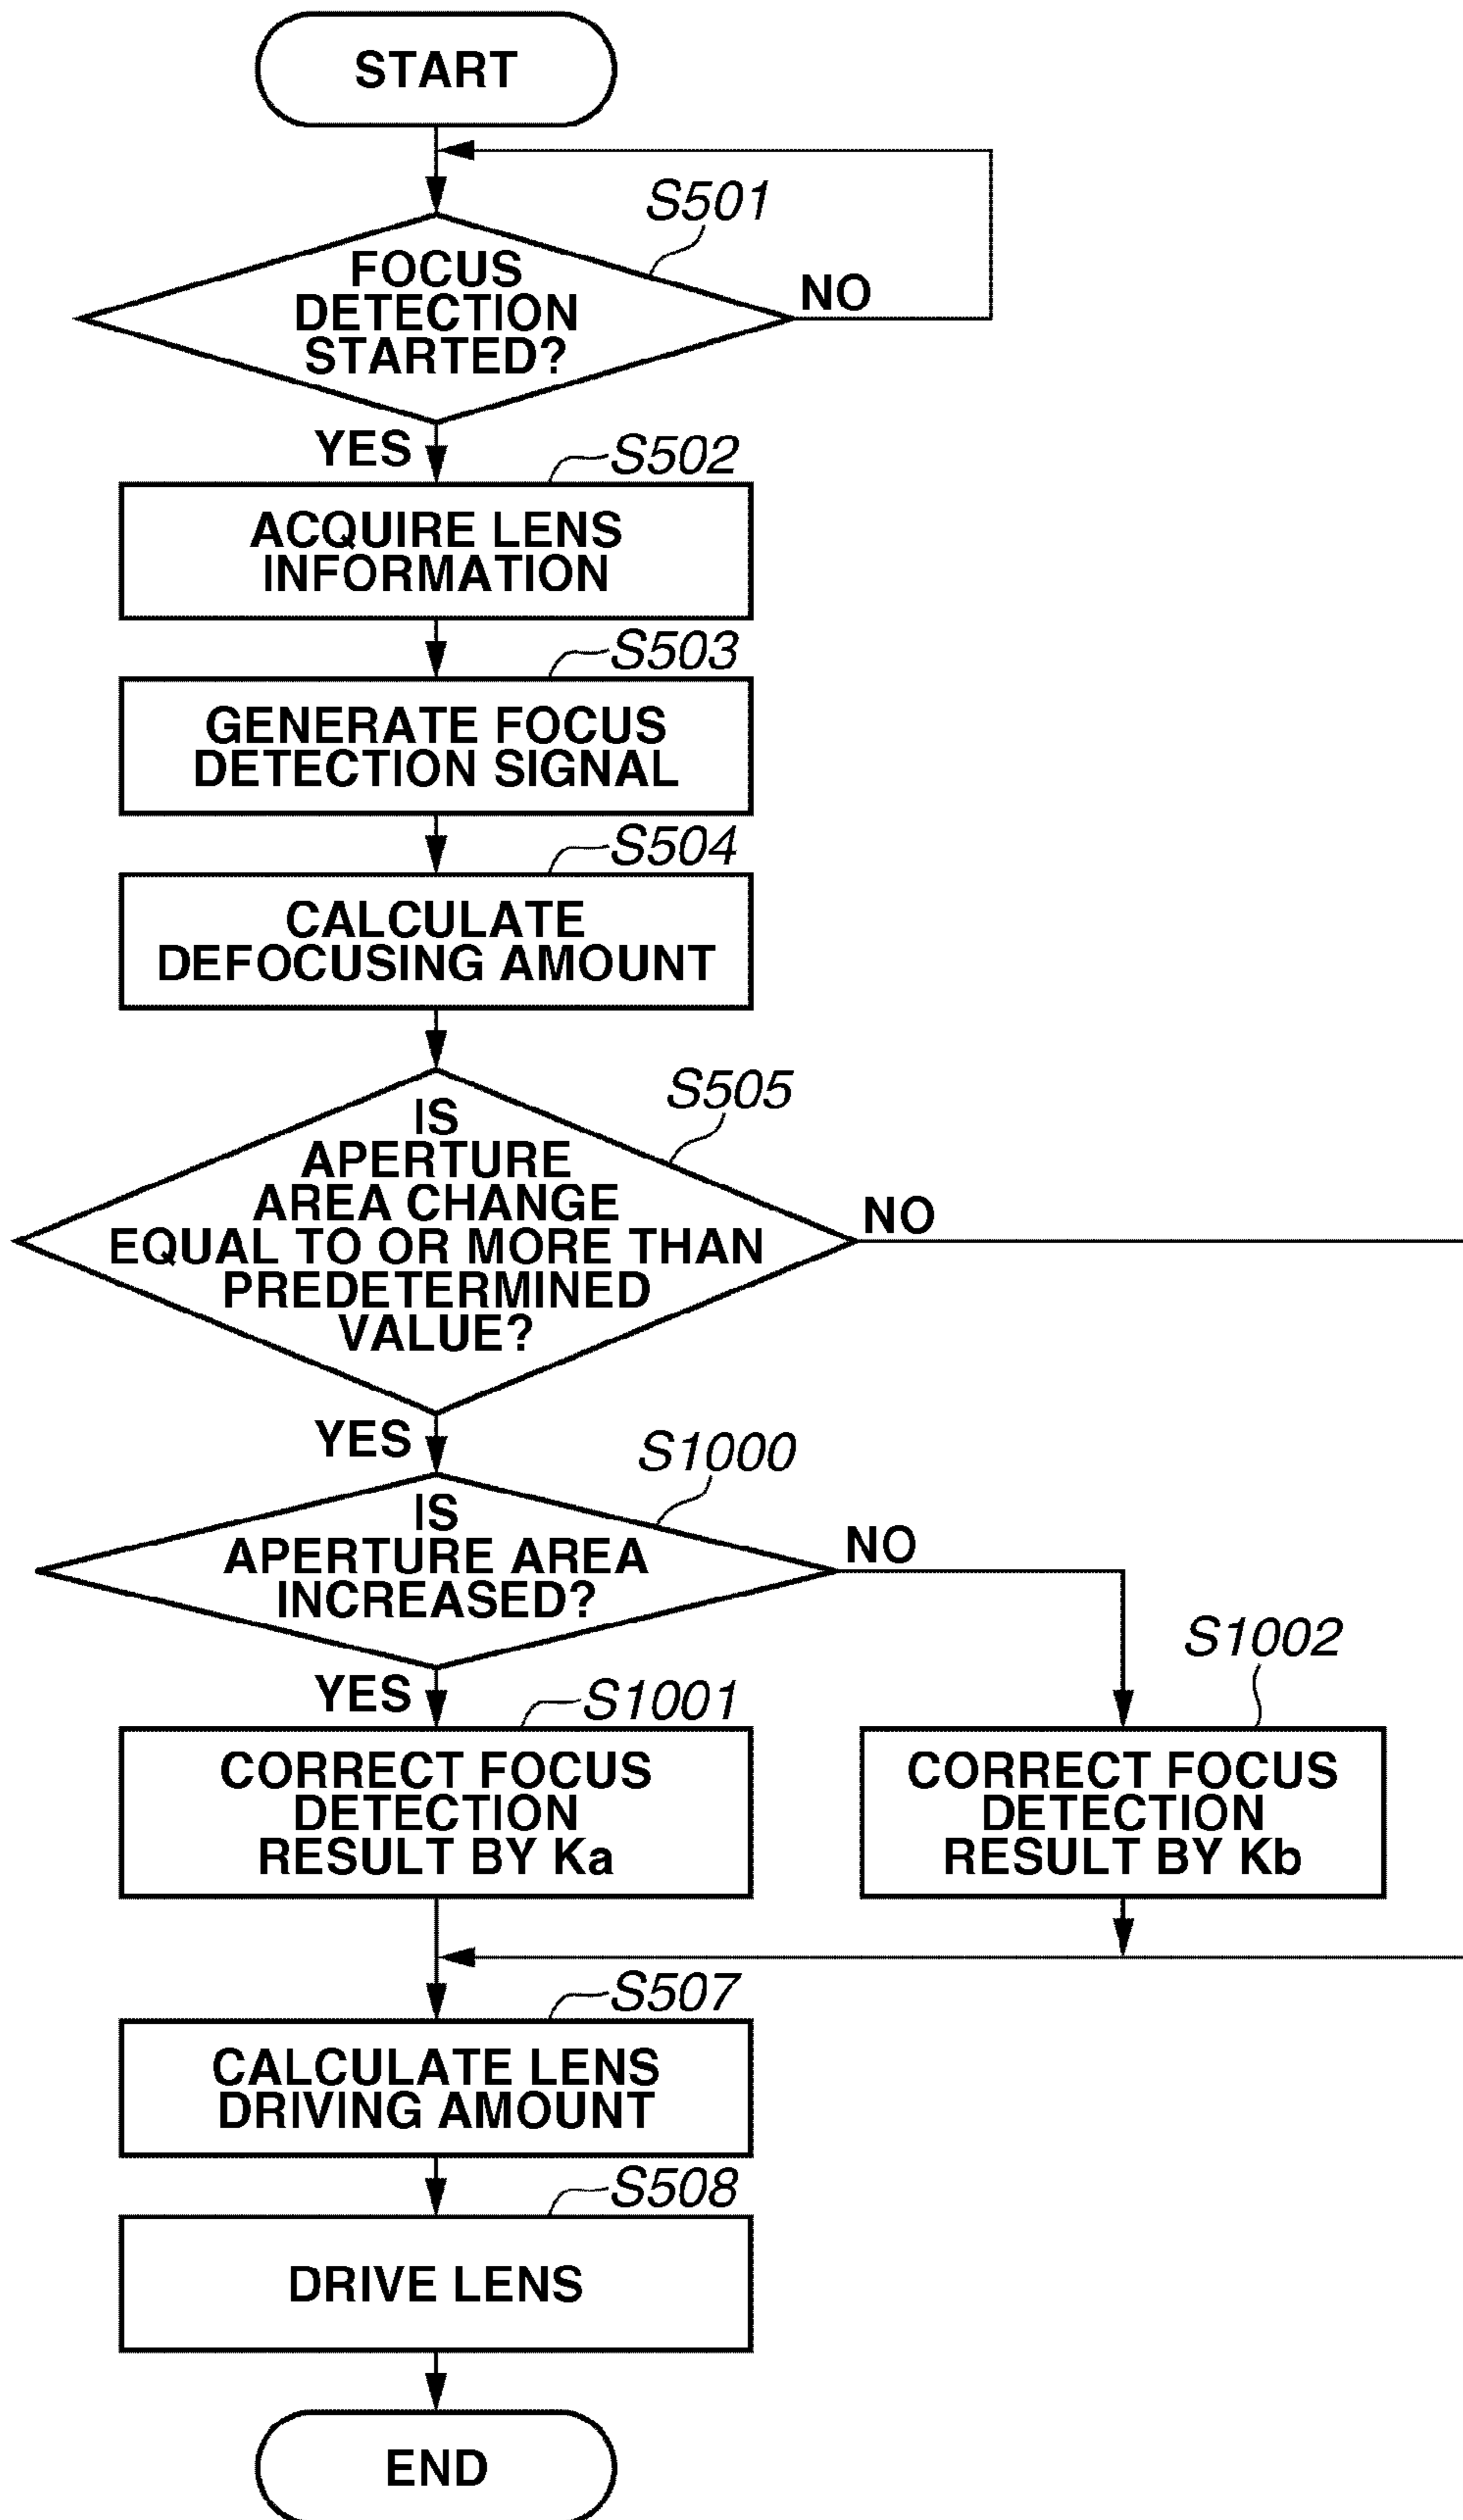 START
S501
FOCUS
DETECTION
STARTED?
NO
YES
S502
ACQUIRE LENS
INFORMATION
S503
GENERATE FOCUS
DETECTION SIGNAL
S504
CALCULATE
DEFOCUSING AMOUNT
S505
IS
APERTURE
AREA CHANGE
EQUAL TO OR MORE THAN
PREDETERMINED
VALUE?
NO
YES
S1000
IS
APERTURE AREA
INCREASED?
NO
YES
S1001
CORRECT FOCUS
DETECTION
RESULT BY Ka
S1002
CORRECT FOCUS
DETECTION
RESULT BY Kb
S507
CALCULATE LENS
DRIVING AMOUNT
S508
DRIVE LENS
END